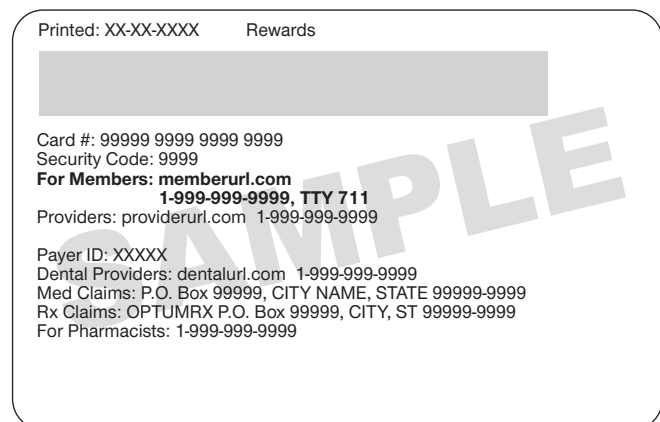 Printed: XX-XX-XXXX Rewards
Card #: 99999 9999 9999 9999
Security Code: 9999
For Members: memberurl.com
1-999-999-9999, TTY 711
Providers: providerurl.com 1-999-999-9999
Payer ID: XXXXX
Dental Providers: dentalurl.com 1-999-999-9999
Med Claims: P.O. Box 99999, CITY NAME, STATE 99999-9999
Rx Claims: OPTUMRX P.O. Box 99999, CITY, ST 99999-9999
For Pharmacists: 1-999-999-9999
SAMPLE